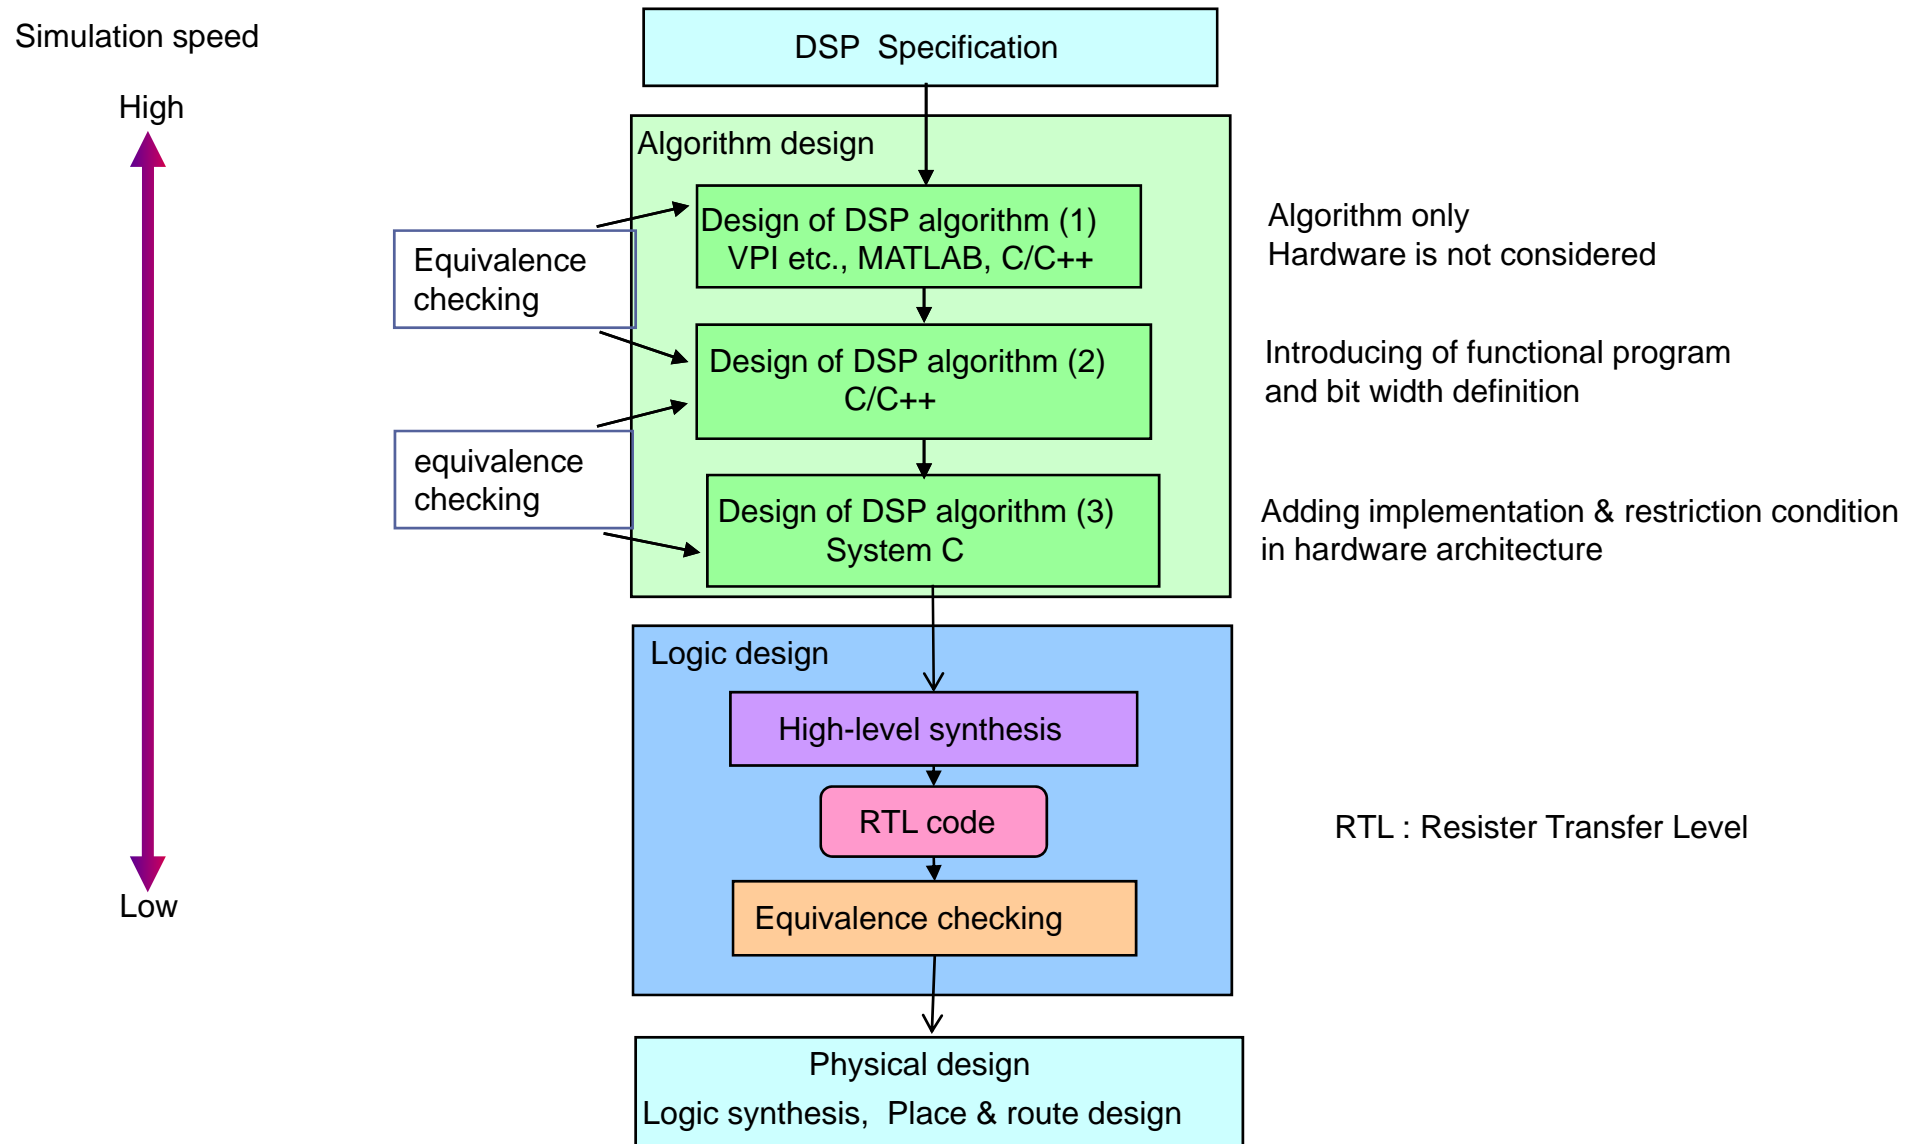 Simulation speed
High
Low
DSP  Specification
Algorithm design
Design of DSP algorithm (1)
VPI etc., MATLAB, C/C++
Algorithm only
Hardware is not considered
Equivalence
checking
Design of DSP algorithm (2)
C/C++
Introducing of functional program
and bit width definition
equivalence
checking
Design of DSP algorithm (3)
System C
Adding implementation & restriction condition
in hardware architecture
Logic design
High-level synthesis
RTL code
RTL : Resister Transfer Level
Equivalence checking
Physical design
Logic synthesis,  Place & route design